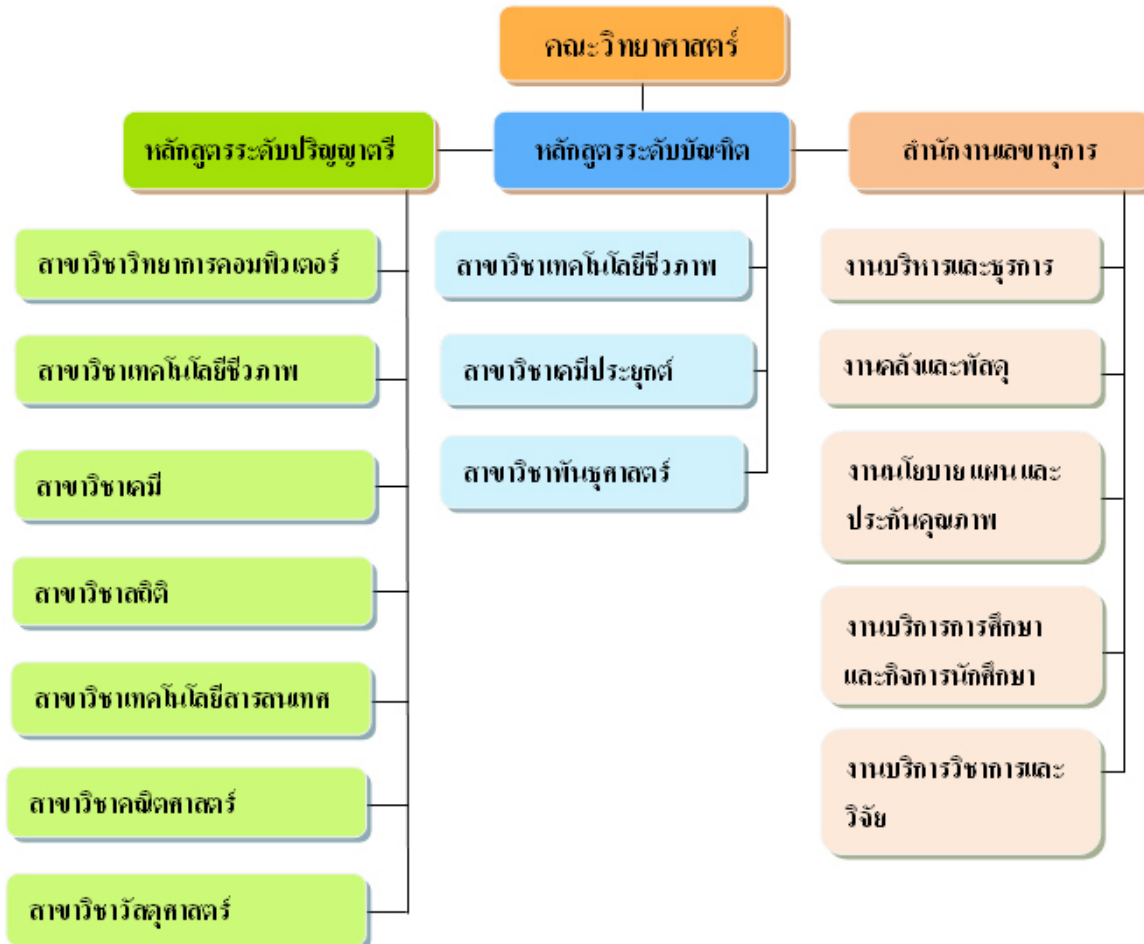 คณะวิทยาศาสตร์
หลักสูตรระดับปริญญาตรี
สาขาวิชาวิทยาการคอมพิวเตอร์
สาขาวิชาเทคโนโลยีชีวภาพ
สาขาวิชาเคมี
สาขาวิชาสถิติ
สาขาวิชาเทคโนโลยีสารสนเทศ
สาขาวิชาคณิตศาสตร์
สาขาวิชาวัสดุศาสตร์
หลักสูตรระดับบัณฑิต
สาขาวิชาเทคโนโลยีชีวภาพ
สาขาวิชาเคมีประยุกต์
สาขาวิชาพันธุศาสตร์
สำนักงานเลขานุการ
งานบริหารและธุรการ
งานคลังและพัสดุ
งานนโยบาย แผน และ
ประกันคุณภาพ
งานบริการการศึกษา
และกิจการนักศึกษา
งานบริการวิชาการและ
วิจัย